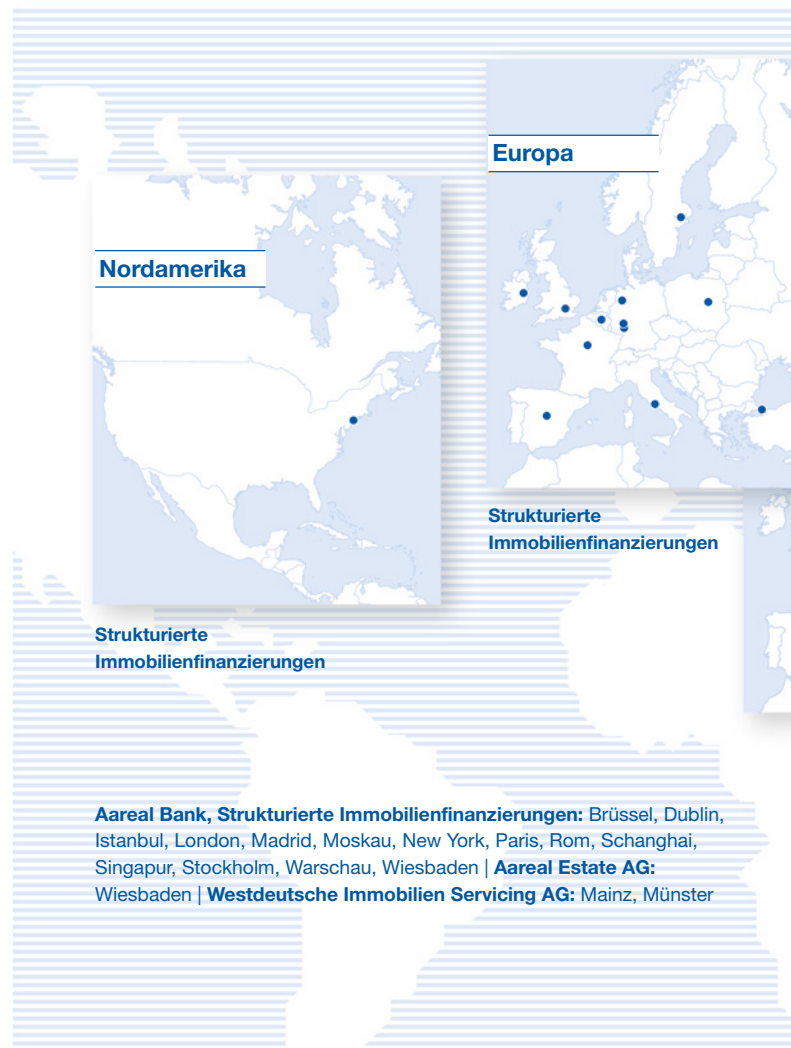 Europa
Nordamerika
Strukturierte
Immobilienfinanzierungen
Strukturierte
Immobilienfinanzierungen
Aareal Bank, Strukturierte Immobilienfinanzierungen: Brüssel, Dublin,
Istanbul, London, Madrid, Moskau, New York, Paris, Rom, Schanghai,
Singapur, Stockholm, Warschau, Wiesbaden | Aareal Estate AG:
Wiesbaden | Westdeutsche Immobilien Servicing AG: Mainz, Münster